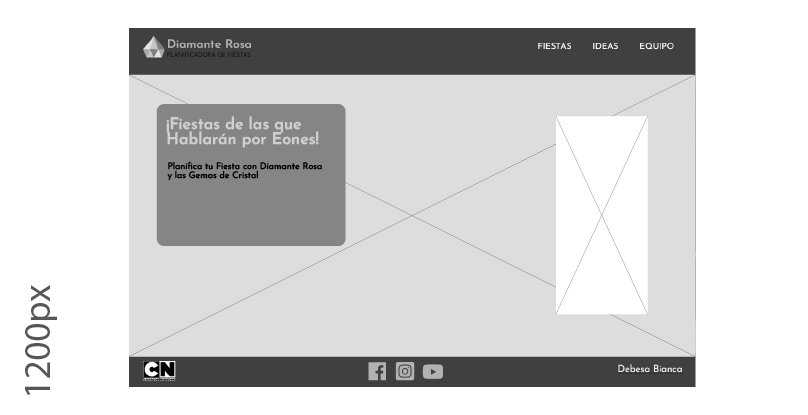 Diamante Rosa
PLANIFICADORA DE FIESTAS
FIESTAS IDEAS EQUIPO
¡Fiestas de las que
Hablarán por Eones!
Planifica tu Fiesta con Diamante Rosa
y las Gemas de Cristal
1200px
CN
Debesa Bianca